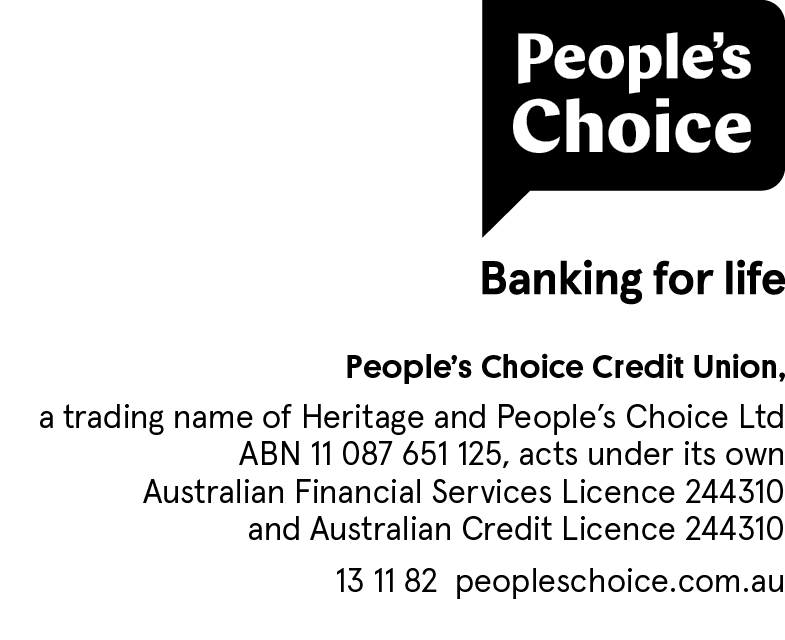 People's
Choice
Banking for life
People's Choice Credit Union,
a trading name of Heritage and People's Choice Ltd
ABN 11 087 651 125, acts under its own
Australian Financial Services Licence 244310
and Australian Credit Licence 244310
13 11 82  peopleschoice.com.au